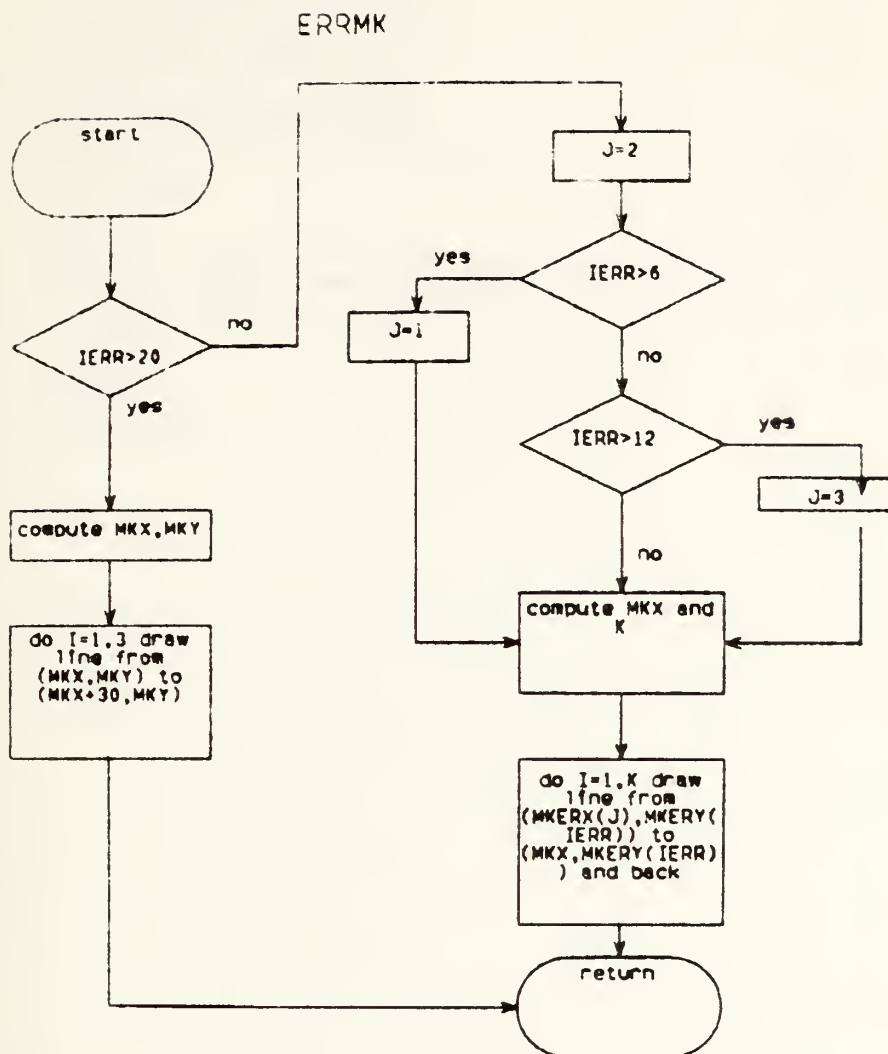 ERRMK
start
IERR>20
no
yes
compute MKX,MKY
do I=1,3 draw
line from
(MKX,MKY) to
(MKX+30,MKY)
J=2
IERR>6
yes
J=1
no
IERR>12
yes
J=3
no
compute MKX and
K
do I=1,K draw
line from
(MKERX(J),MKERY(
IERR)) to
(MKX,MKERY(IERR)
) and back
return